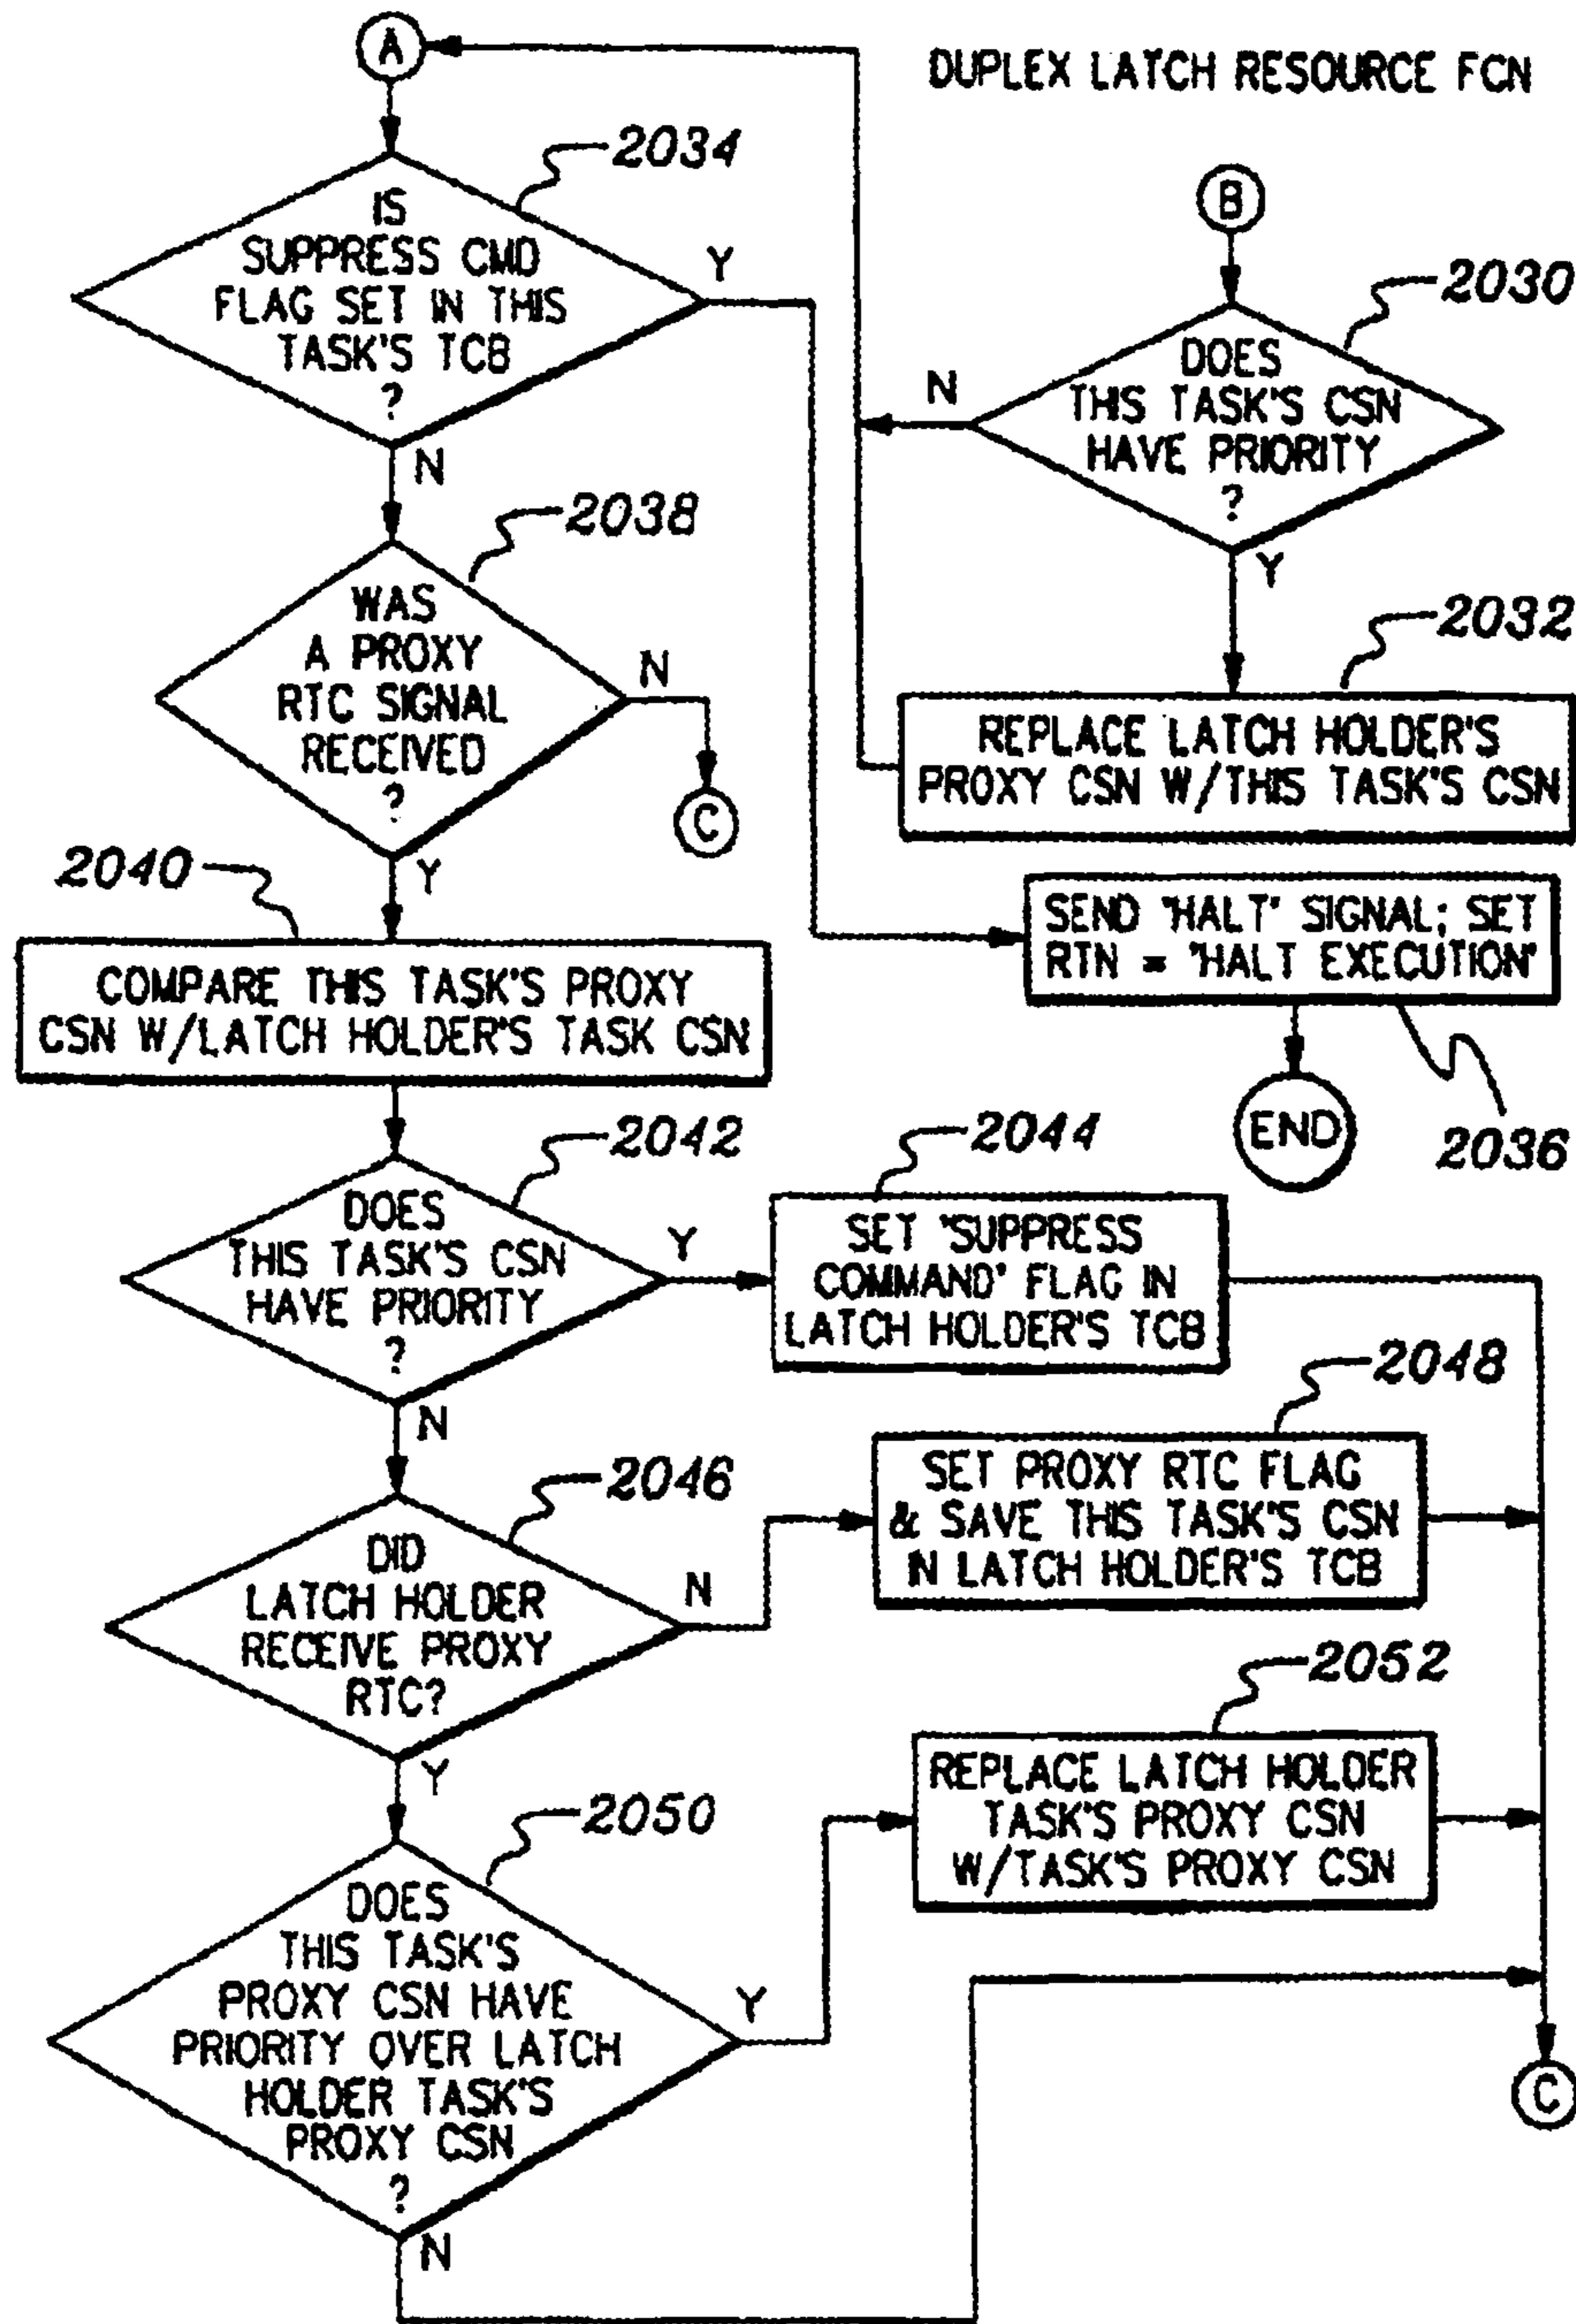 A
DUPLEX LATCH RESOURCE FCN
2034
IS
SUPPRESS CMD
FLAG SET IN THIS
TASK'S TCB
?
Y
N
B
2030
DOES
THIS TASK'S CSN
HAVE PRIORITY
?
N
Y
2032
REPLACE LATCH HOLDER'S
PROXY CSN W/THIS TASK'S CSN
2038
WAS
A PROXY
RTC SIGNAL
RECEIVED
?
N
C
Y
SEND 'HALT' SIGNAL; SET
RTN = 'HALT EXECUTION'
END
2036
2040
COMPARE THIS TASK'S PROXY
CSN W/LATCH HOLDER'S TASK CSN
2042
DOES
THIS TASK'S CSN
HAVE PRIORITY
?
Y
N
2044
SET 'SUPPRESS
COMMAND' FLAG IN
LATCH HOLDER'S TCB
2046
DID
LATCH HOLDER
RECEIVE PROXY
RTC?
N
Y
2048
SET PROXY RTC FLAG
& SAVE THIS TASK'S CSN
IN LATCH HOLDER'S TCB
2050
DOES
THIS TASK'S
PROXY CSN HAVE
PRIORITY OVER LATCH
HOLDER TASK'S
PROXY CSN
?
Y
N
2052
REPLACE LATCH HOLDER
TASK'S PROXY CSN
W/TASK'S PROXY CSN
C